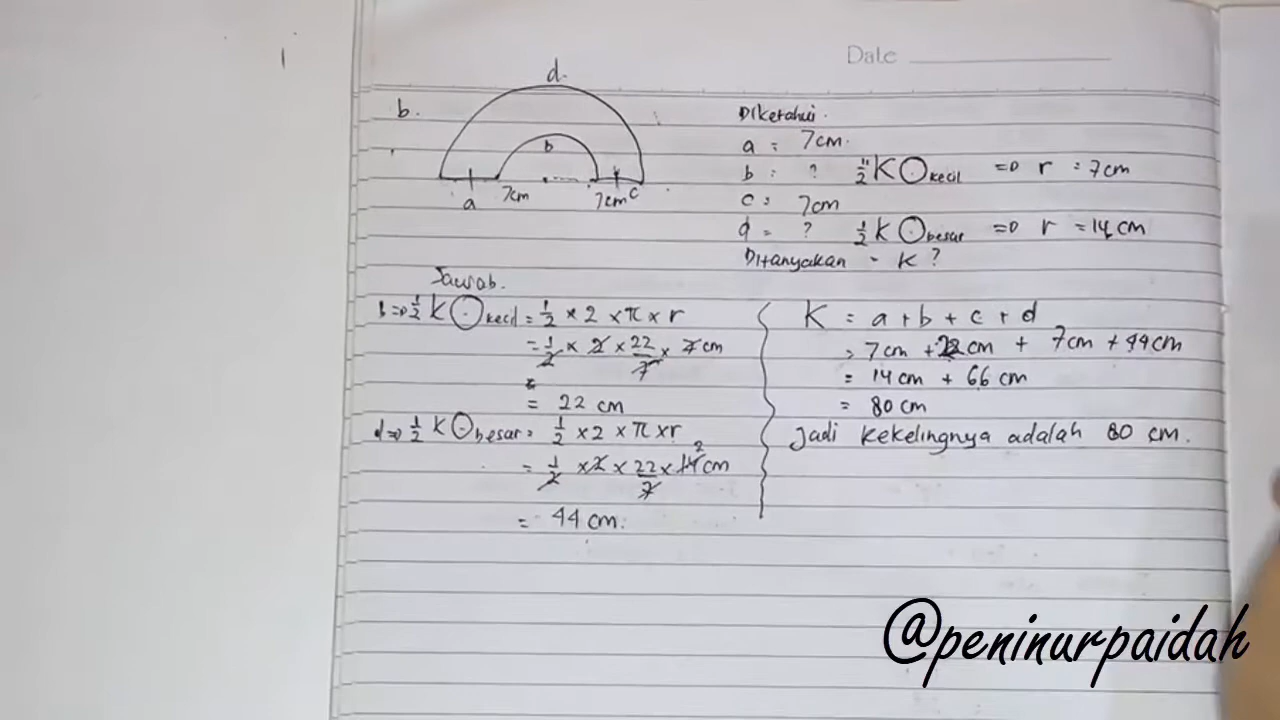 Date
d.
b.
b
7cm
7cm
c
a
Diketahui.
a = 7cm.
b = ? ½ K kecil => r = 7cm
c = 7cm
d = ? ½ K besar => r = 14 cm
Ditanyakan = K ?
Jawab.
b => ½ K kecil = ½ × 2 × π × r
= ½ × 2 × 22/7 × 7cm
= 22 cm
d => ½ K besar = ½ × 2 × π × r
= ½ × 2 × 22/7 × 14 2 cm
= 44 cm.
K = a + b + c + d
= 7cm + 22cm + 7cm + 44cm
= 14 cm + 66 cm
= 80 cm
Jadi kekelingnya adalah 80 cm.
@peninurpaidah